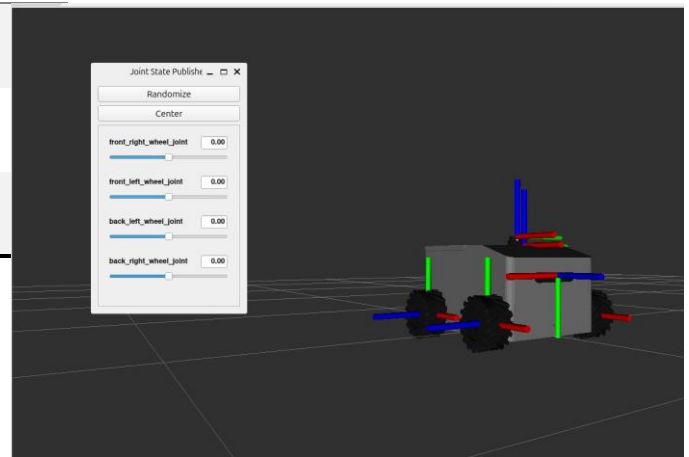 Joint State Publishe
Randomize
Center
front_right_wheel_joint 0.00
front_left_wheel_joint 0.00
back_left_wheel_joint 0.00
back_right_wheel_joint 0.00